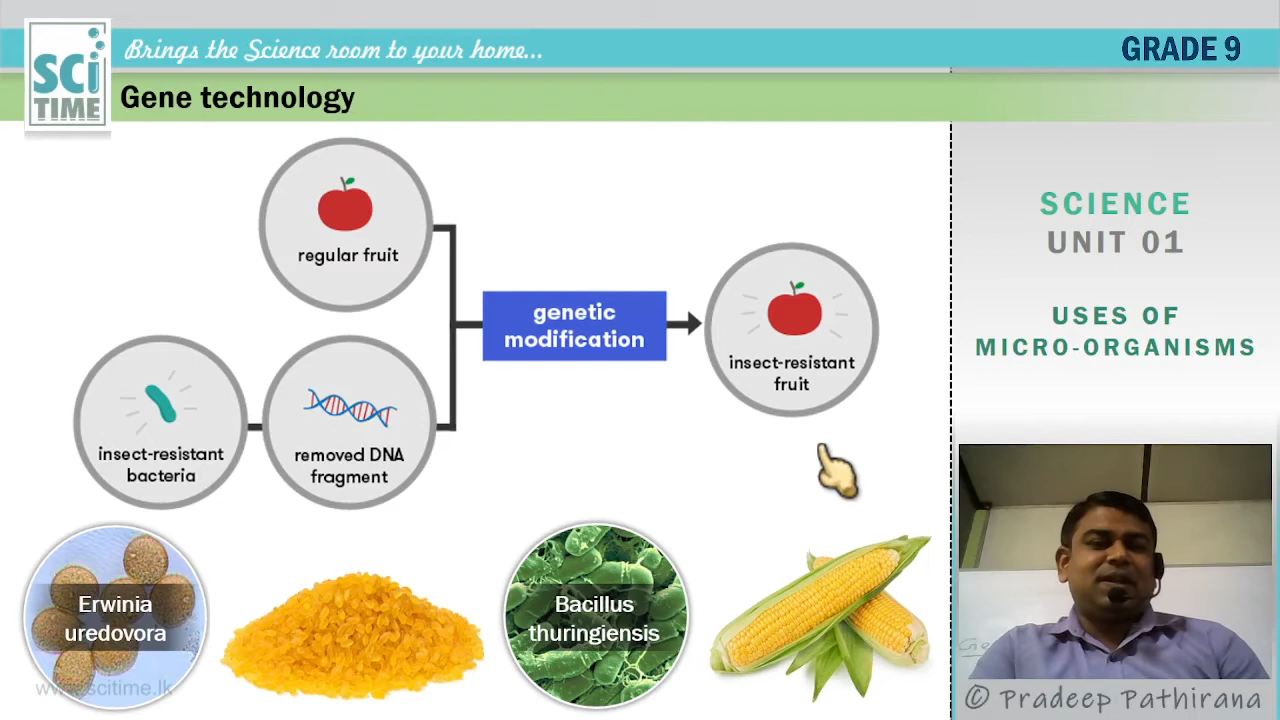 SCi
TIME
Brings the Science room to your home...
GRADE 9
Gene technology
regular fruit
genetic
modification
insect-resistant
fruit
insect-resistant
bacteria
removed DNA
fragment
Erwinia
uredovora
Bacillus
thuringiensis
www.scitime.lk
SCIENCE
UNIT 01
USES OF
MICRO-ORGANISMS
© Pradeep Pathirana